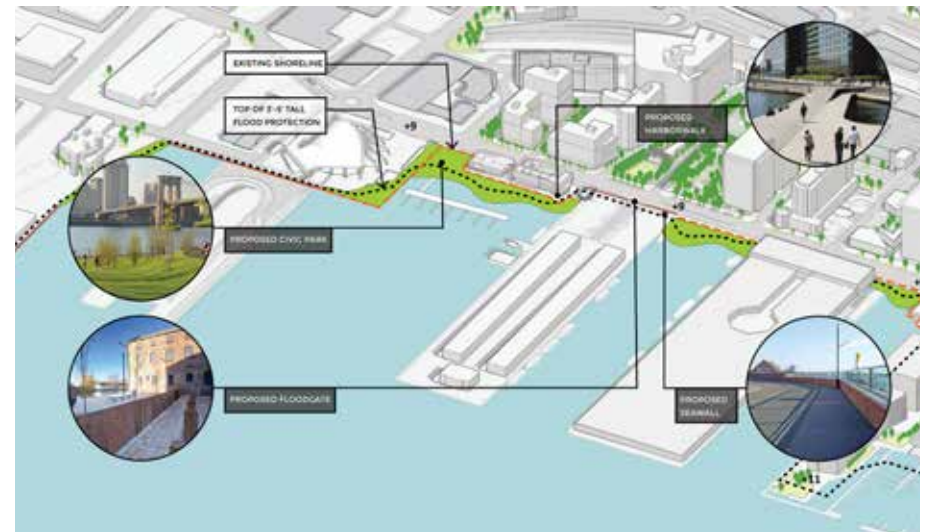 EXISTING SHORELINE
TOP OF 3'-5' TALL
FLOOD PROTECTION
+9
PROPOSED
HARBORWALK
PROPOSED CIVIC PARK
+9
PROPOSED FLOODGATE
PROPOSED
SEAWALL
+11